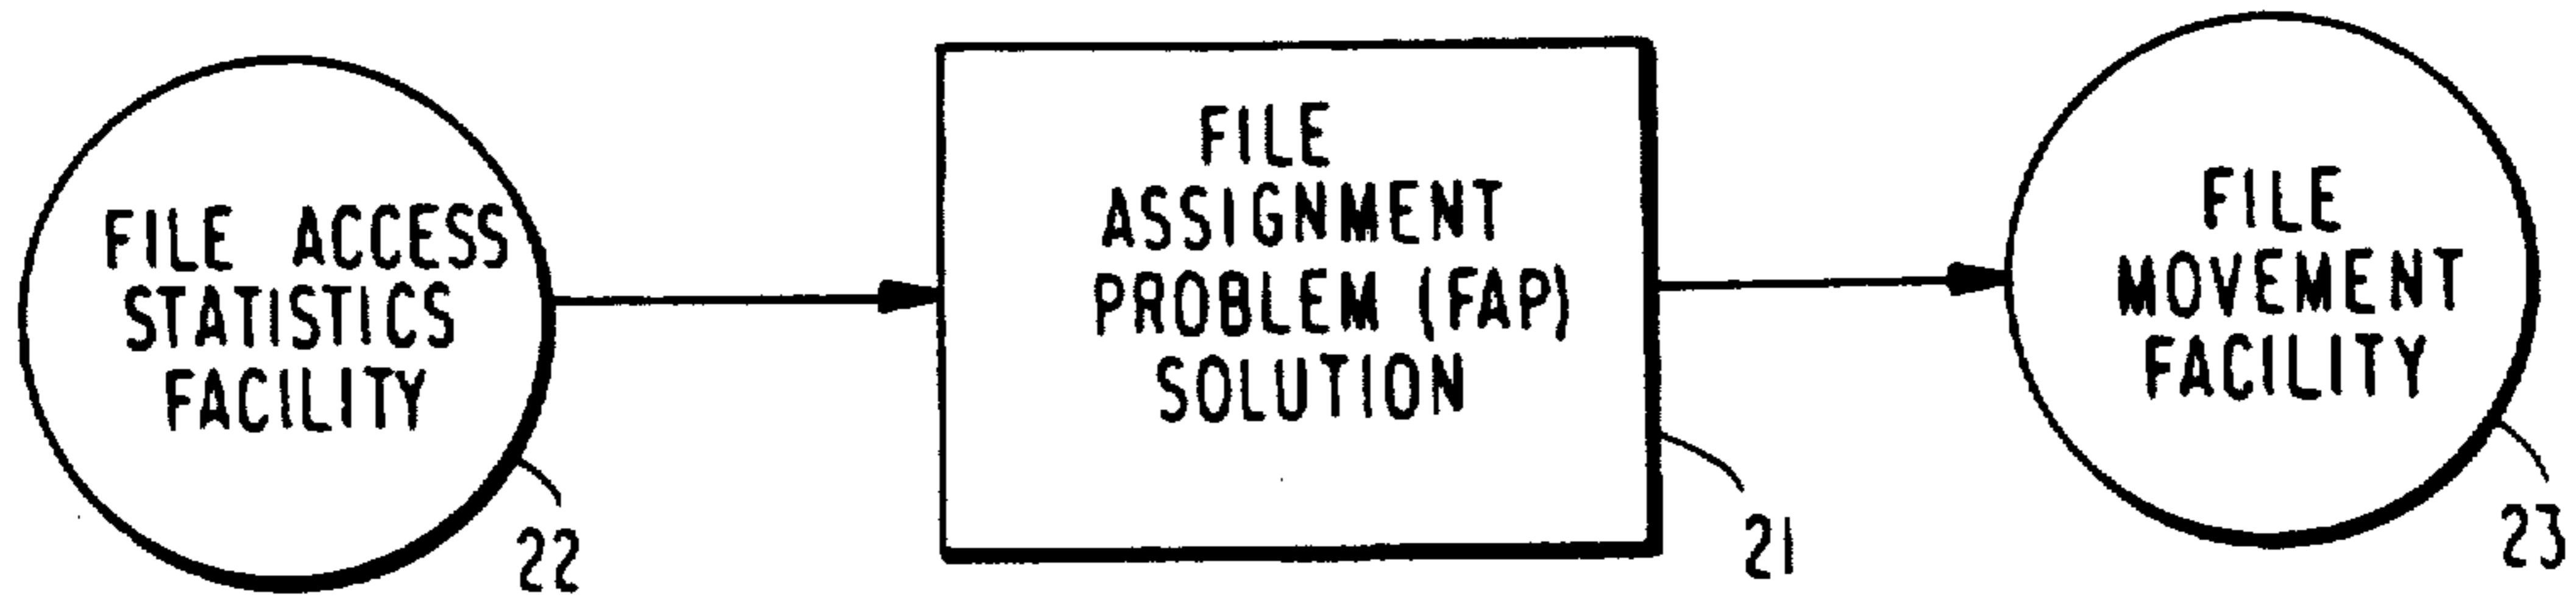 FILE ACCESS
STATISTICS
FACILITY
22
FILE
ASSIGNMENT
PROBLEM (FAP)
SOLUTION
21
FILE
MOVEMENT
FACILITY
23